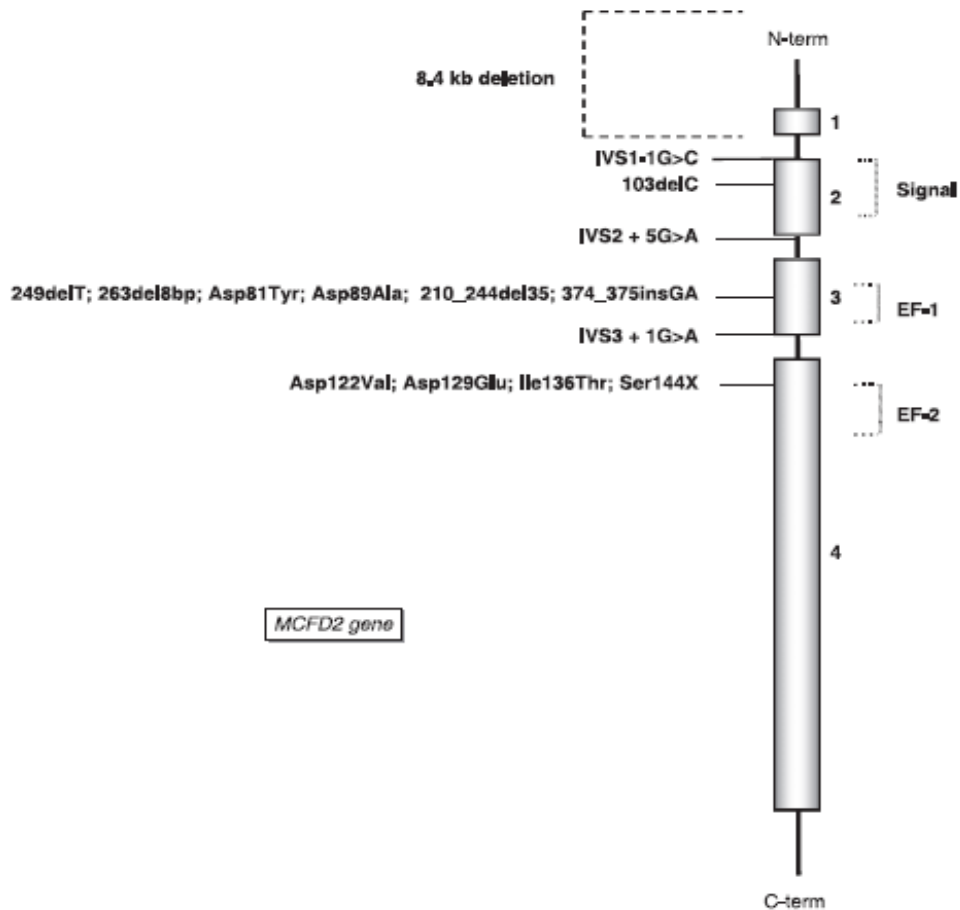 N-term
8.4 kb deletion
1
IVS1-1G>C
103delC
2
Signal
IVS2 + 5G>A
249delT; 263del8bp; Asp81Tyr; Asp89Ala; 210_244del35; 374_375insGA
3
EF-1
IVS3 + 1G>A
Asp122Val; Asp129Glu; Ile136Thr; Ser144X
EF-2
4
MCFD2 gene
C-term